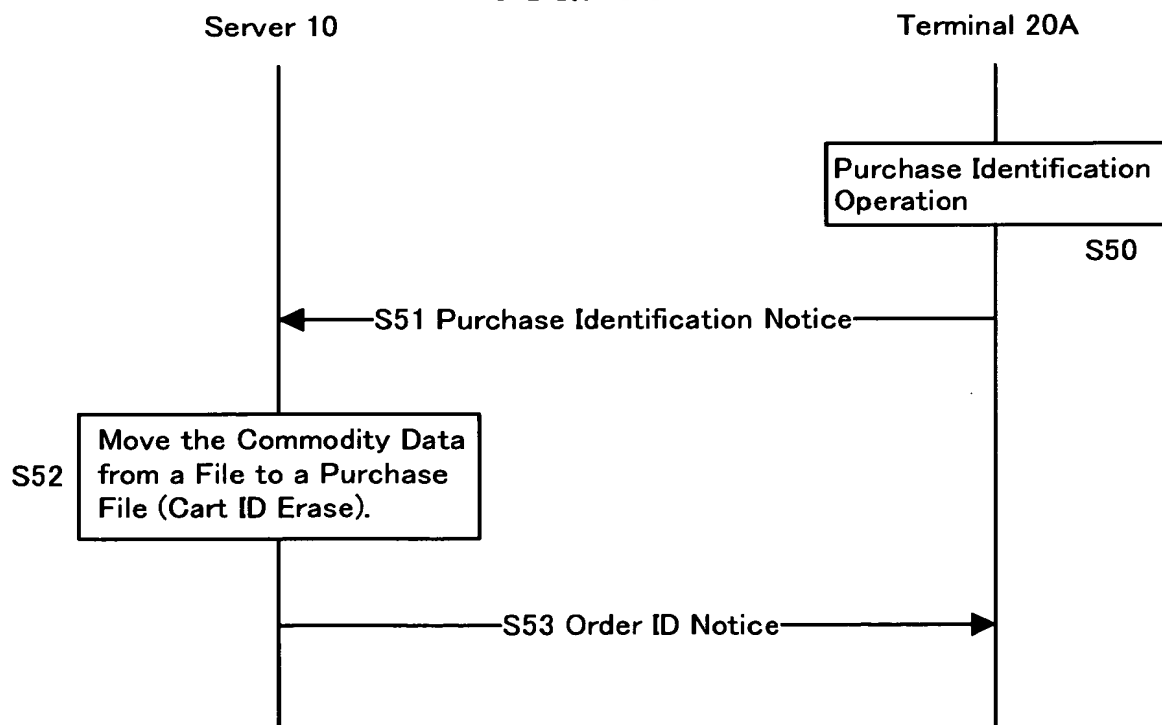 Server 10
Terminal 20A
Purchase Identification
Operation
S50
S51 Purchase Identification Notice
Move the Commodity Data
from a File to a Purchase
File (Cart ID Erase).
S52
S53 Order ID Notice